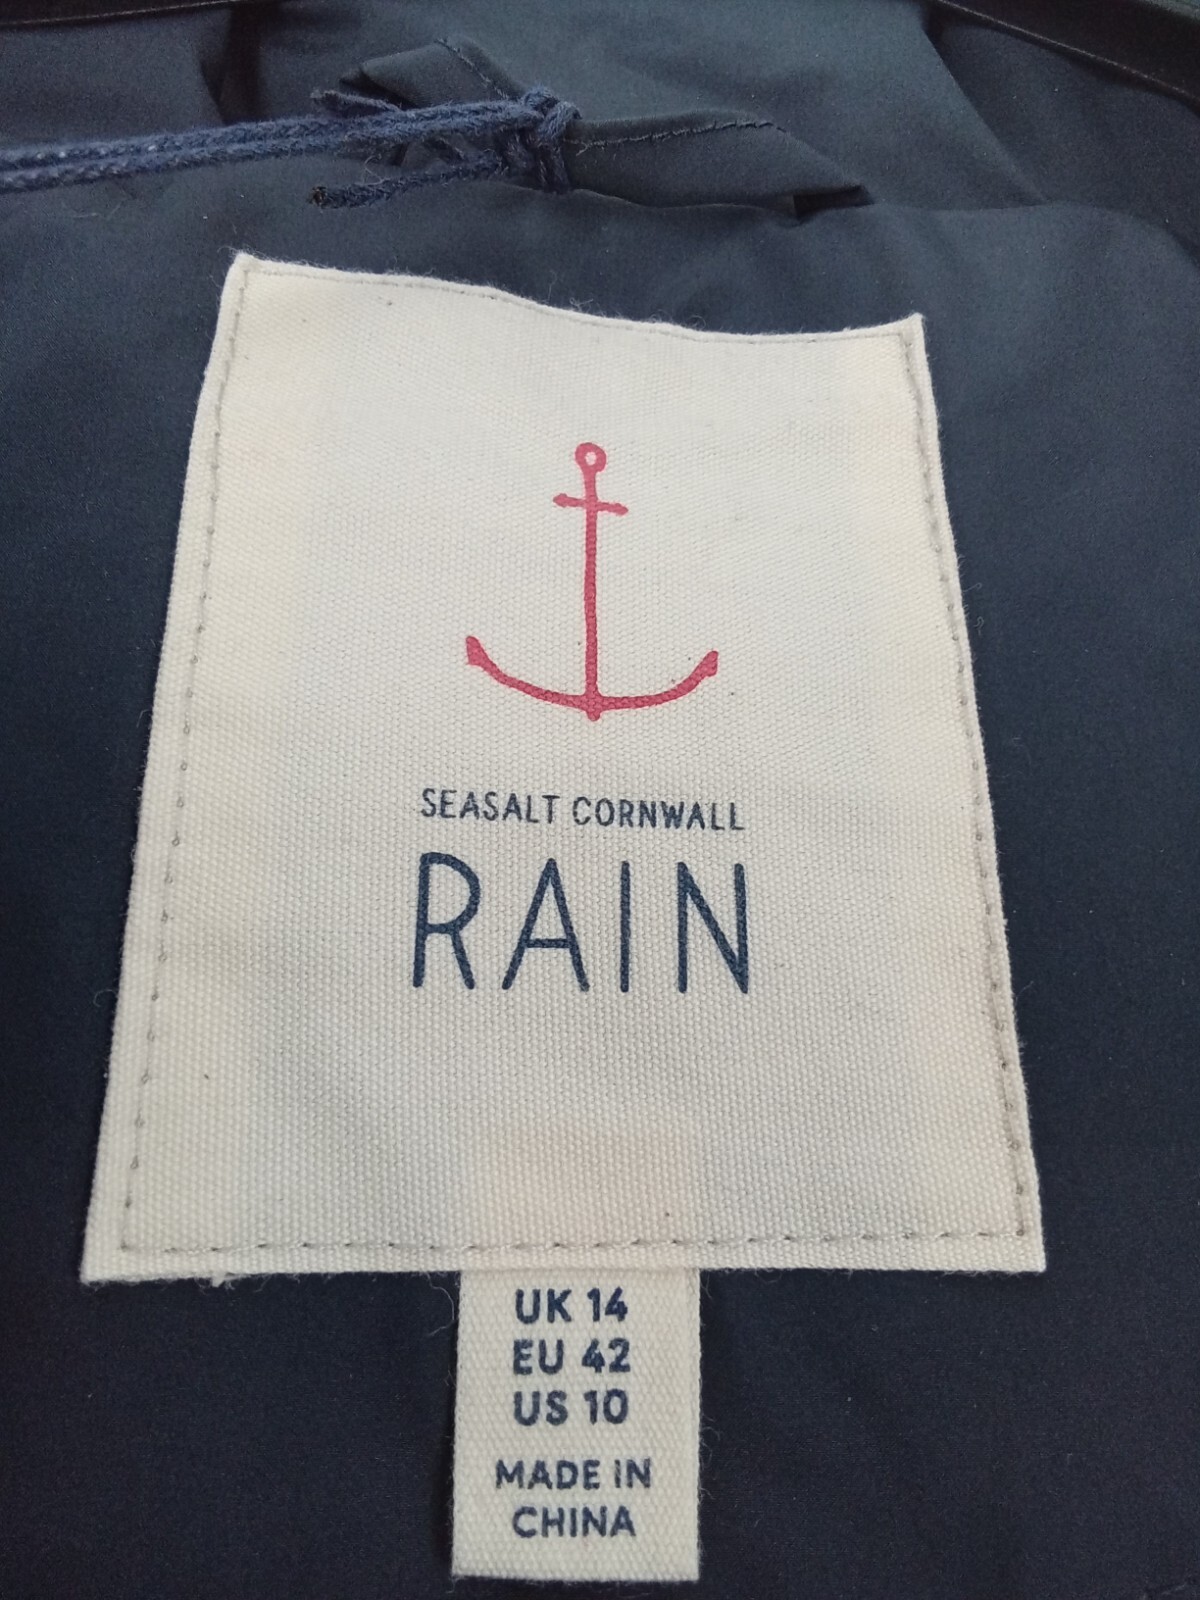 SEASALT CORNWALL
RAIN
UK 14
EU 42
US 10
MADE IN
CHINA